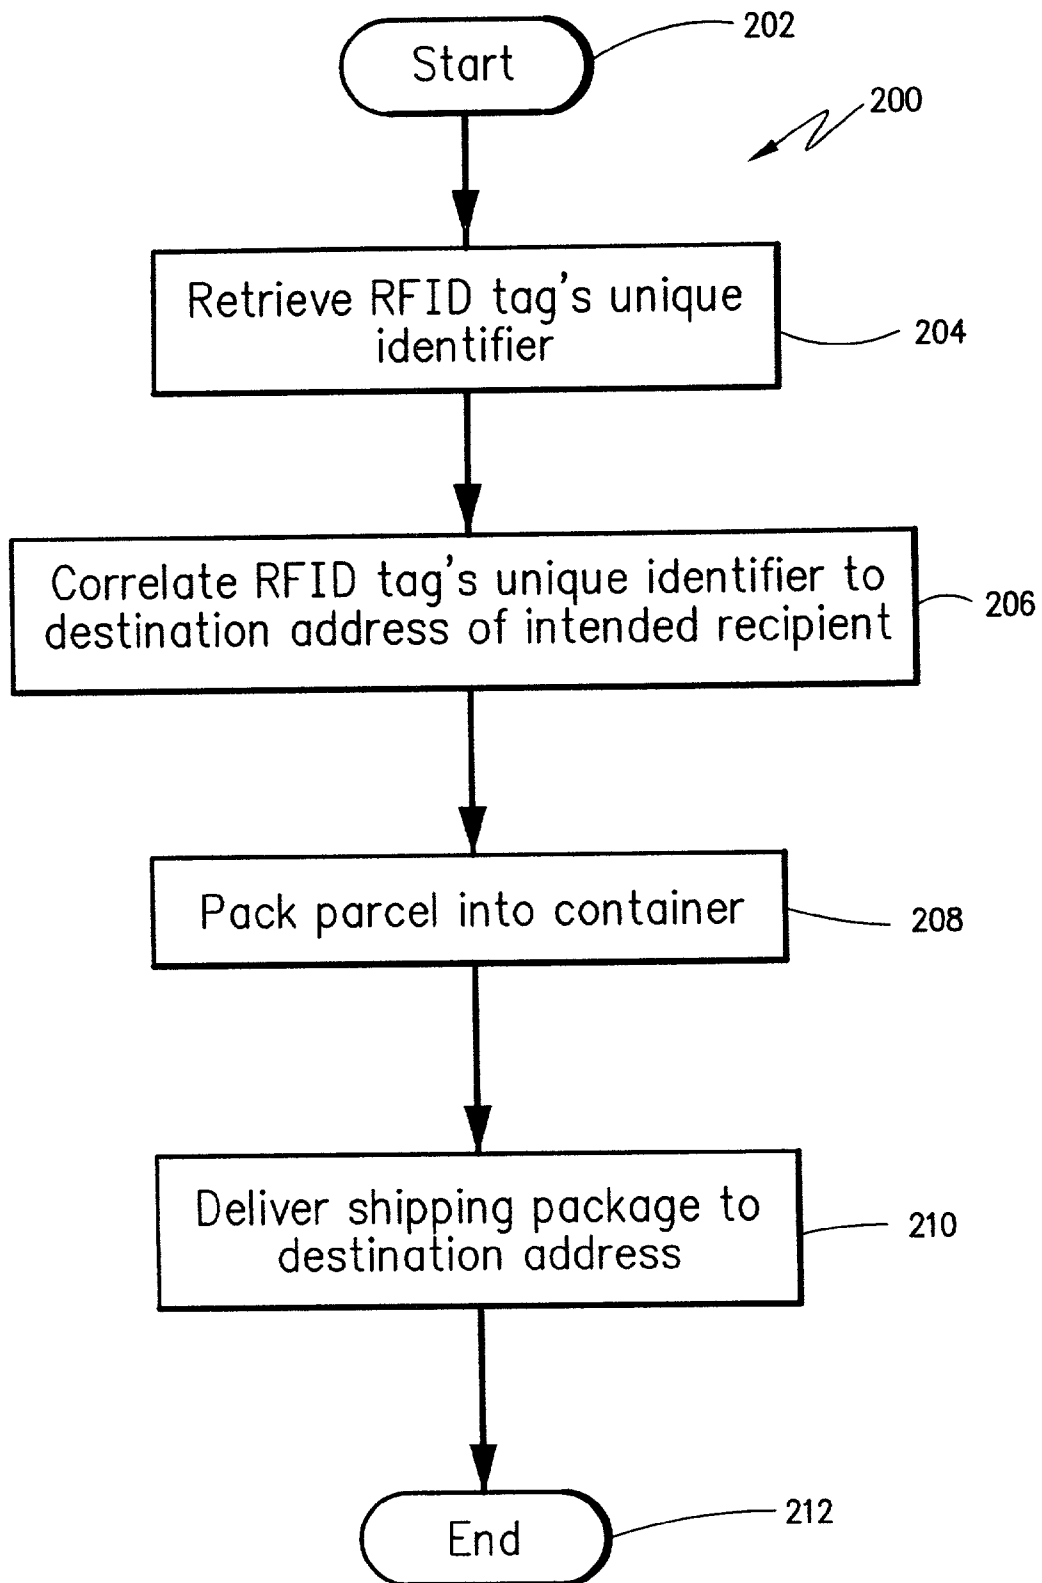 Start
202
200
Retrieve RFID tag's unique
identifier
204
Correlate RFID tag's unique identifier to
destination address of intended recipient
206
Pack parcel into container
208
Deliver shipping package to
destination address
210
End
212